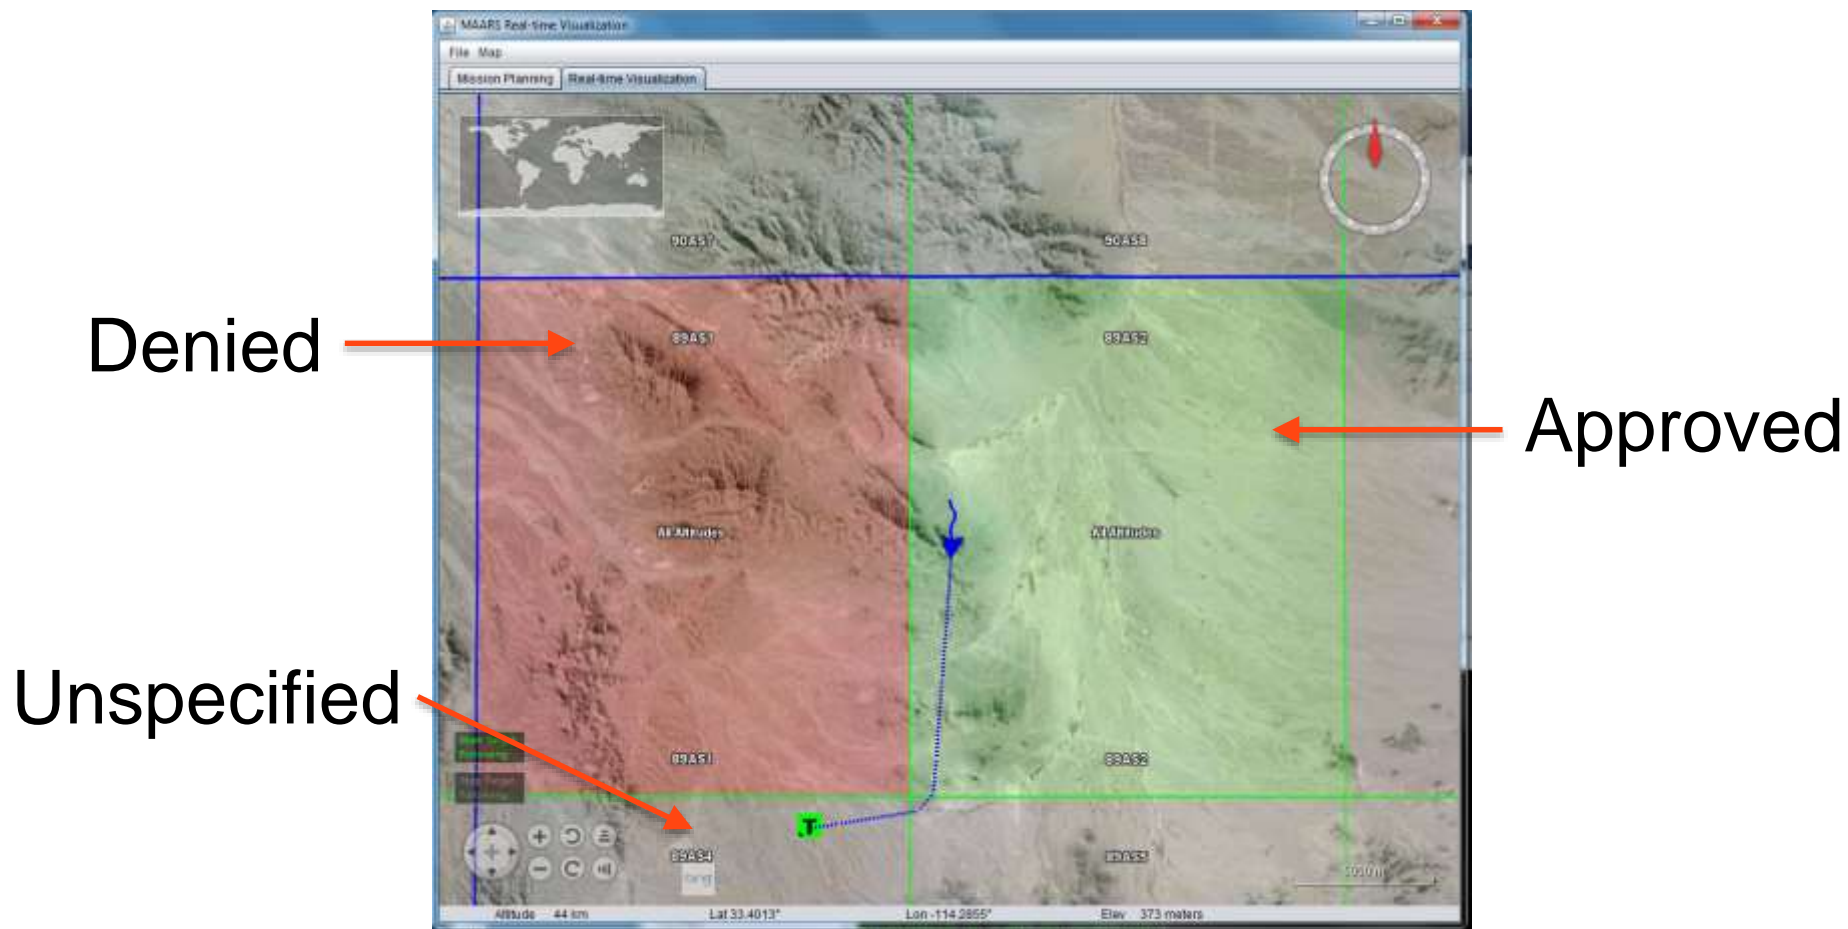 MAARS Real-time Visualization
File Map
Mission Planning Real-time Visualization
90AS7 90AS8
Denied
89AS1 89AS2
Approved
All Altitudes All Altitudes
Unspecified
89AS1 89AS2
T
89AS4 89AS5
bing
Altitude 44 km Lat 33.4013° Lon -114.2855° Elev 373 meters